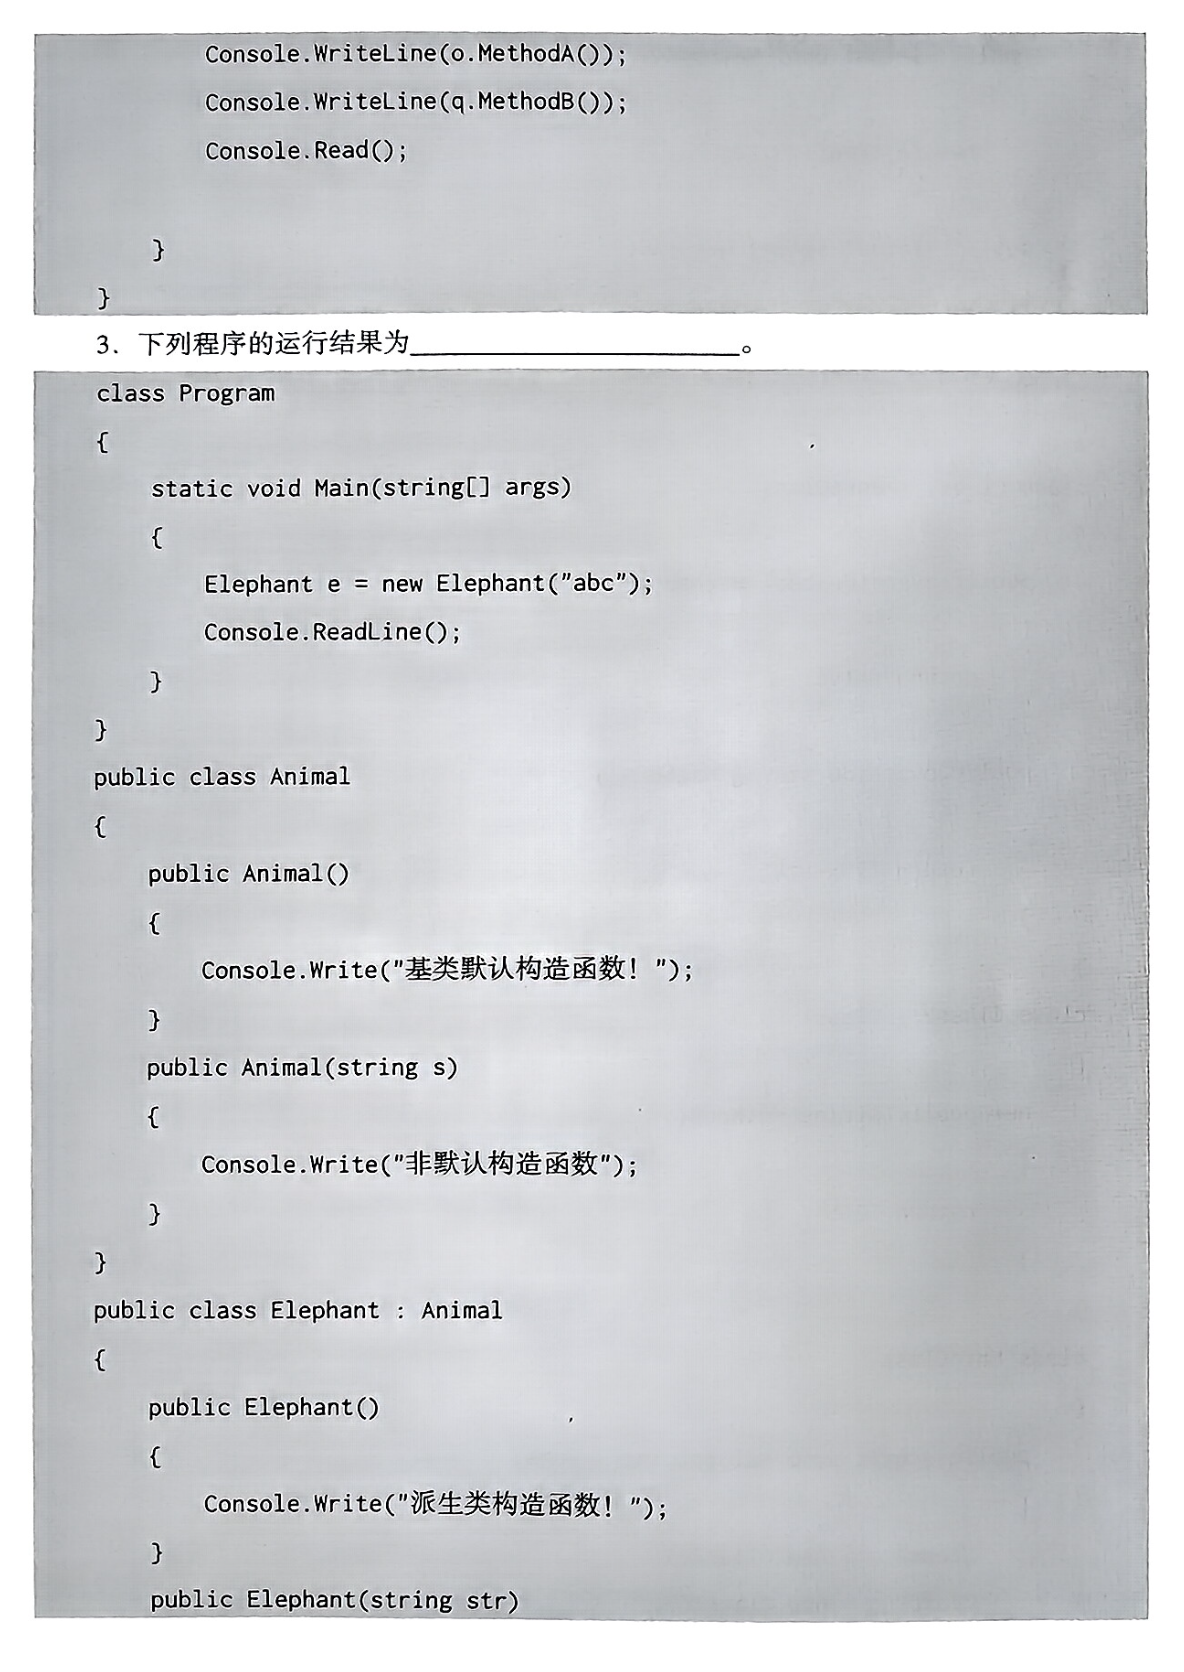 Console.WriteLine(o.MethodA());
Console.WriteLine(q.MethodB());
Console.Read();
}
}
3. 下列程序的运行结果为________________________。
class Program
{
static void Main(string[] args)
{
Elephant e = new Elephant("abc");
Console.ReadLine();
}
}
public class Animal
{
public Animal()
{
Console.Write("基类默认构造函数！");
}
public Animal(string s)
{
Console.Write("非默认构造函数");
}
}
public class Elephant : Animal
{
public Elephant()
{
Console.Write("派生类构造函数！");
}
public Elephant(string str)